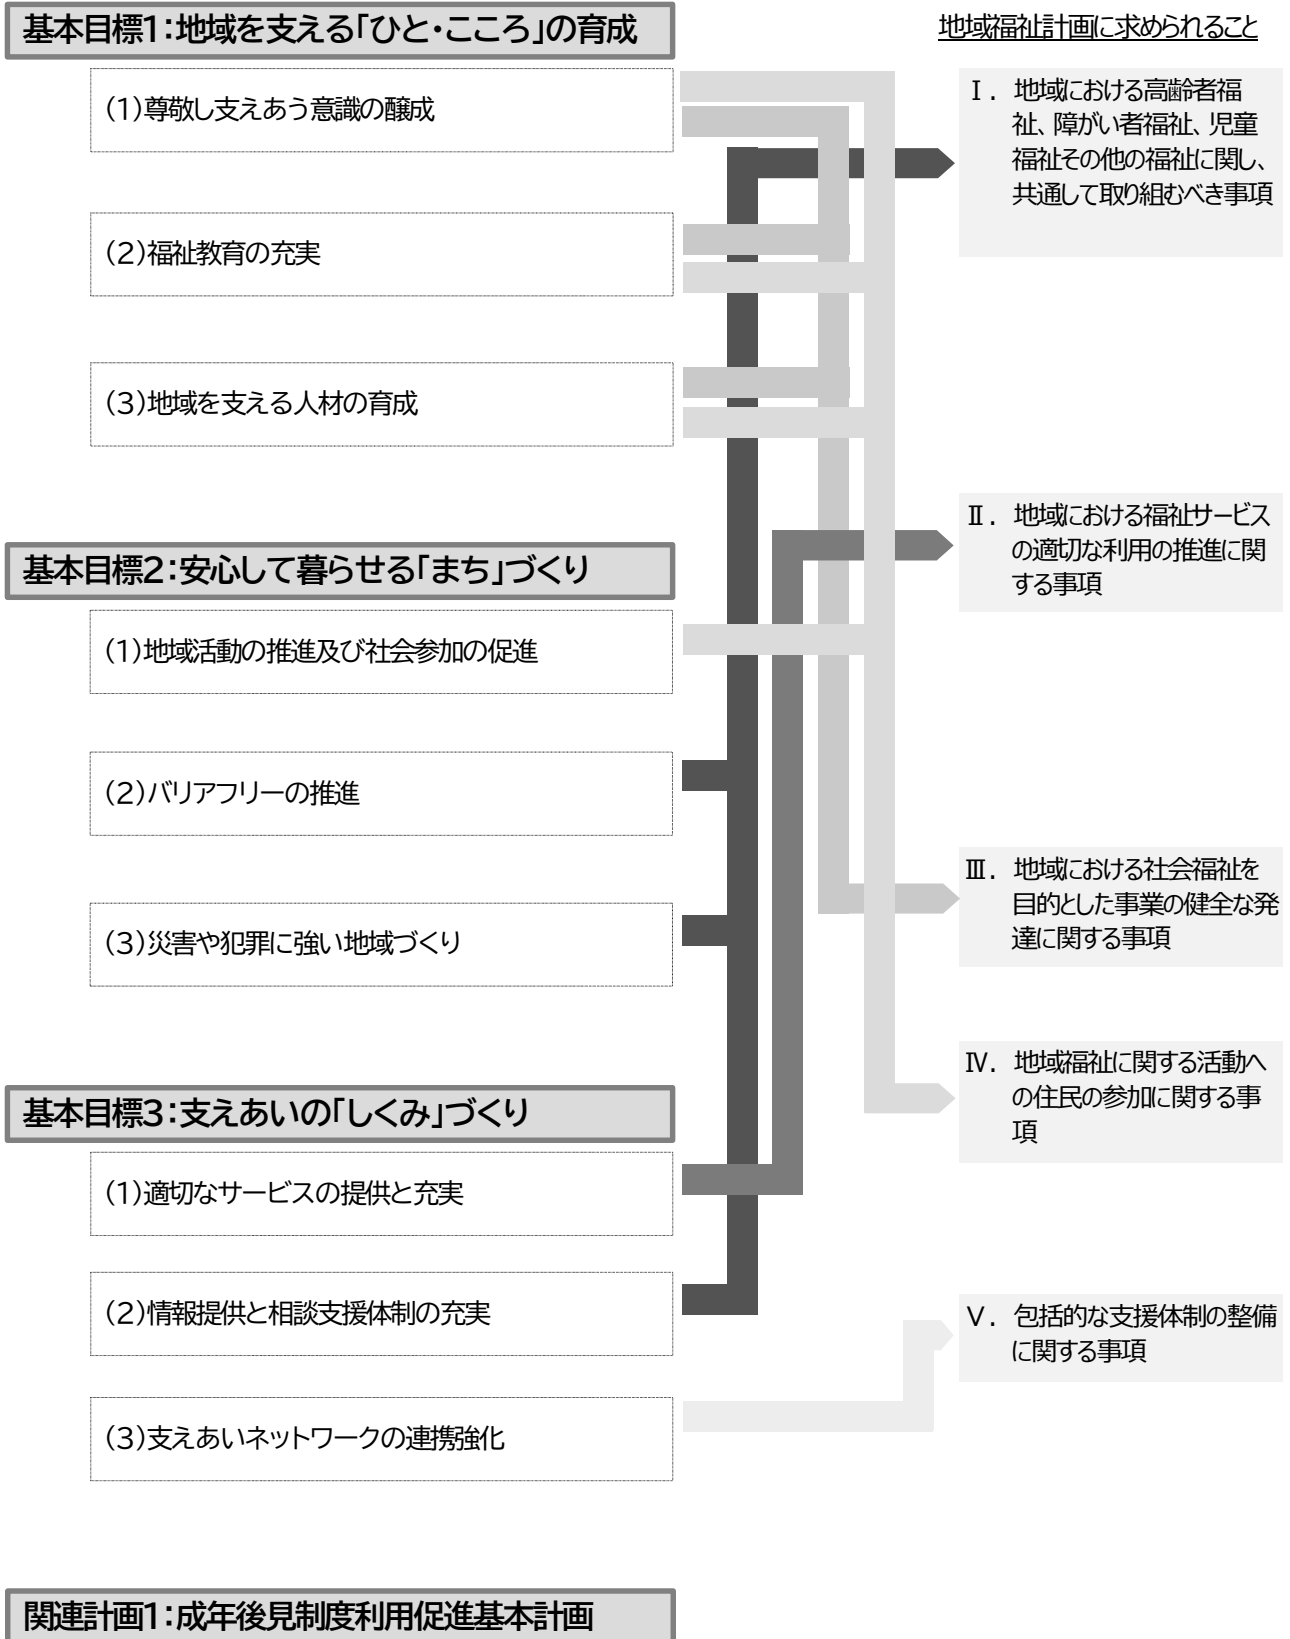 基本目標1：地域を支える「ひと・こころ」の育成
(1)尊敬し支えあう意識の醸成
(2)福祉教育の充実
(3)地域を支える人材の育成
基本目標2：安心して暮らせる「まち」づくり
(1)地域活動の推進及び社会参加の促進
(2)バリアフリーの推進
(3)災害や犯罪に強い地域づくり
基本目標3：支えあいの「しくみ」づくり
(1)適切なサービスの提供と充実
(2)情報提供と相談支援体制の充実
(3)支えあいネットワークの連携強化
関連計画1：成年後見制度利用促進基本計画
地域福祉計画に求められること
Ⅰ．地域における高齢者福
祉、障がい者福祉、児童
福祉その他の福祉に関し、
共通して取り組むべき事項
Ⅱ．地域における福祉サービス
の適切な利用の推進に関
する事項
Ⅲ．地域における社会福祉を
目的とした事業の健全な発
達に関する事項
Ⅳ．地域福祉に関する活動へ
の住民の参加に関する事
項
Ⅴ．包括的な支援体制の整備
に関する事項